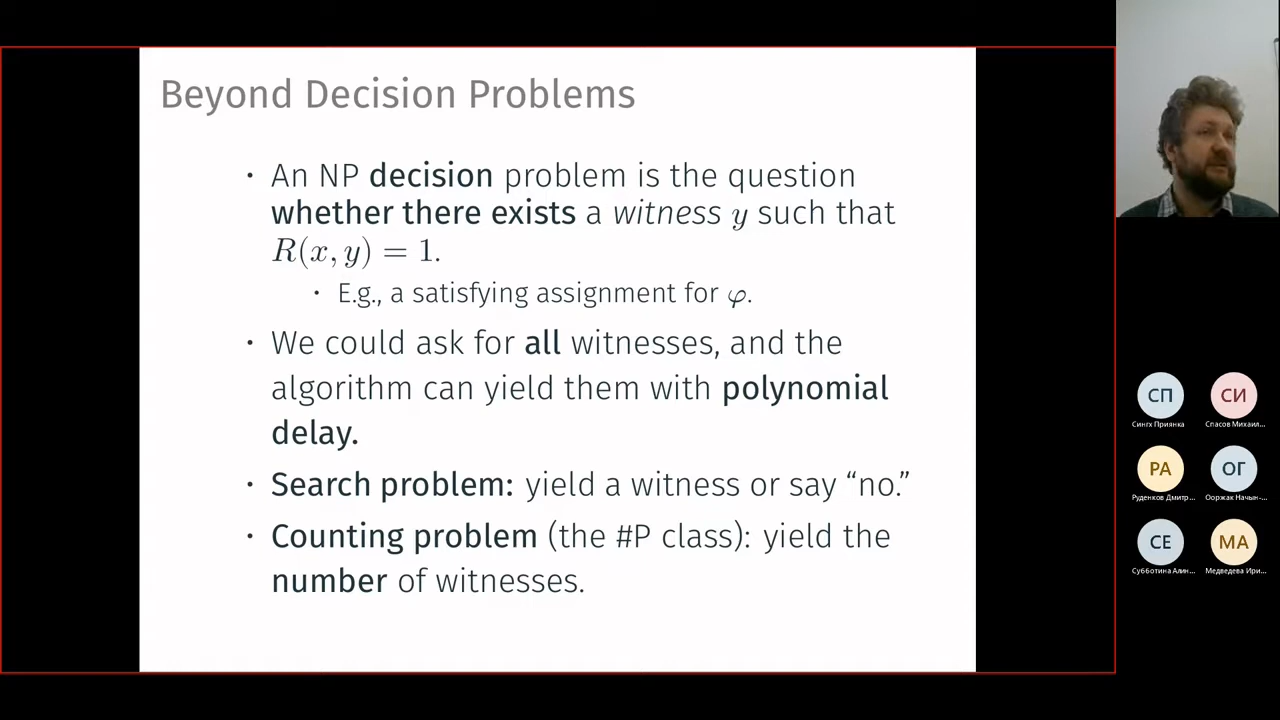 Beyond Decision Problems
· An NP decision problem is the question
whether there exists a witness y such that
R(x, y) = 1.
· E.g., a satisfying assignment for φ.
· We could ask for all witnesses, and the
algorithm can yield them with polynomial
delay.
· Search problem: yield a witness or say “no.”
· Counting problem (the #P class): yield the
number of witnesses.
СП
СИ
Сингх Приянка
Спасов Михаил...
РА
ОГ
Руденков Дмитр...
Ооржак Начын-...
СЕ
МА
Субботина Алин...
Медведева Ири...